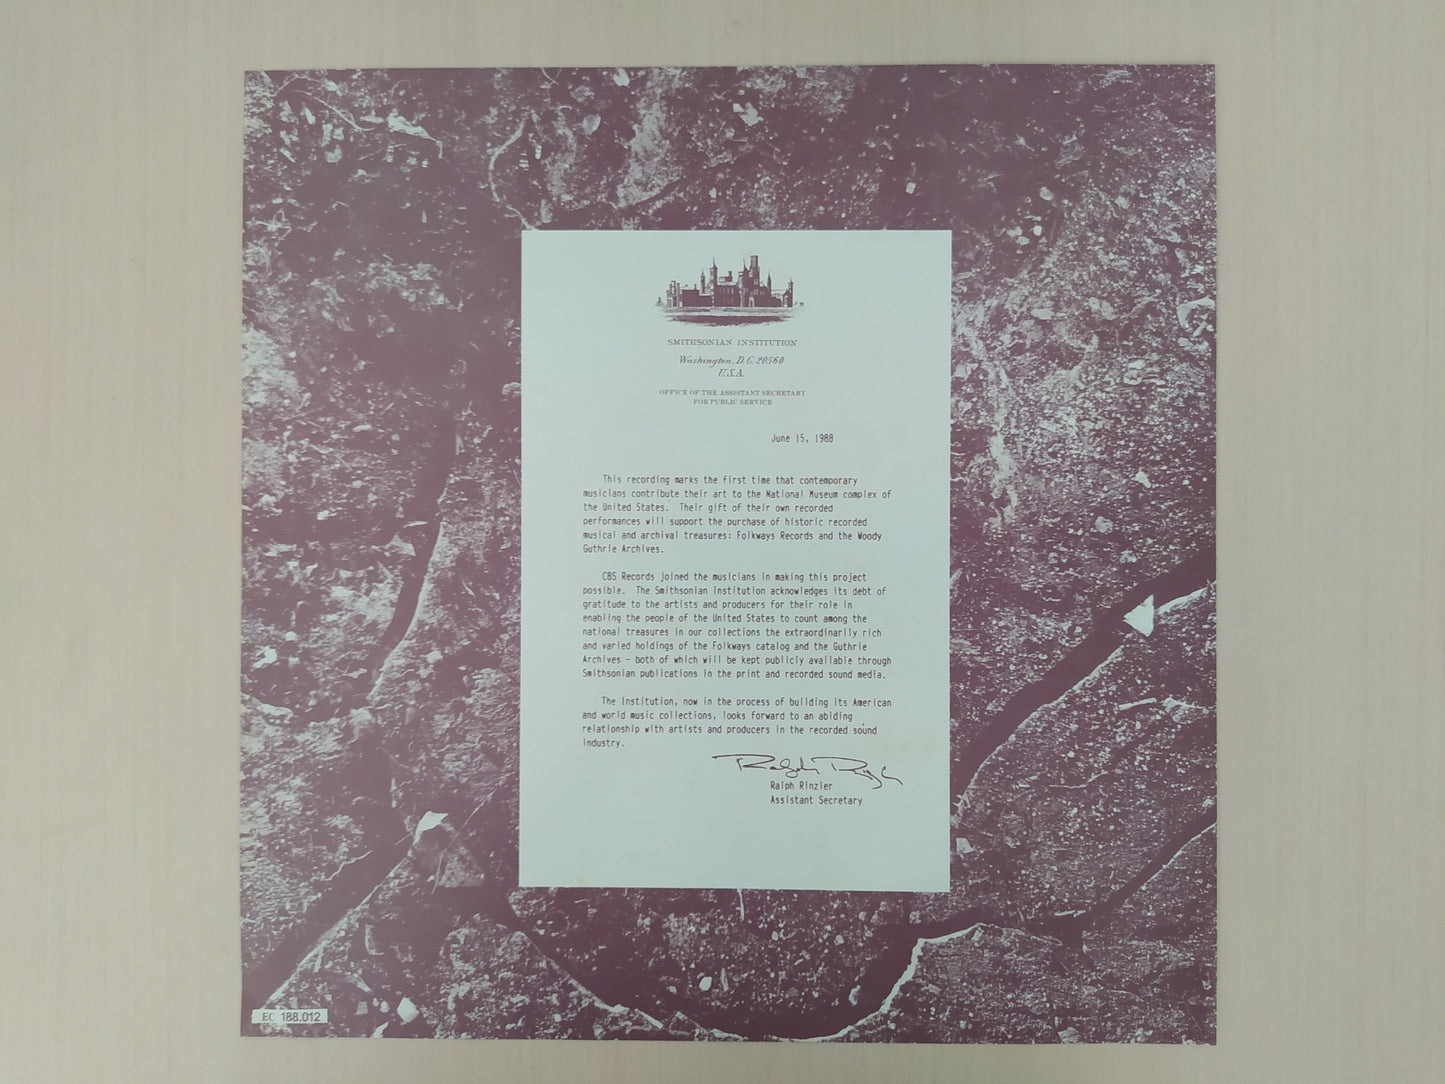 SMITHSONIAN INSTITUTION
Washington, D.C. 20560
U.S.A.
OFFICE OF THE ASSISTANT SECRETARY
FOR PUBLIC SERVICE
June 15, 1988
This recording marks the first time that contemporary
musicians contribute their art to the National Museum complex of
the United States. Their gift of their own recorded
performances will support the purchase of historic recorded
musical and archival treasures: Folkways Records and the Woody
Guthrie Archives.
CBS Records joined the musicians in making this project
possible. The Smithsonian Institution acknowledges its debt of
gratitude to the artists and producers for their role in
enabling the people of the United States to count among the
national treasures in our collections the extraordinarily rich
and varied holdings of the Folkways catalog and the Guthrie
Archives - both of which will be kept publicly available through
Smithsonian publications in the print and recorded sound media.
The Institution, now in the process of building its American
and world music collections, looks forward to an abiding
relationship with artists and producers in the recorded sound
industry.
Ralph Rinzler
Ralph Rinzler
Assistant Secretary
EC 188.012